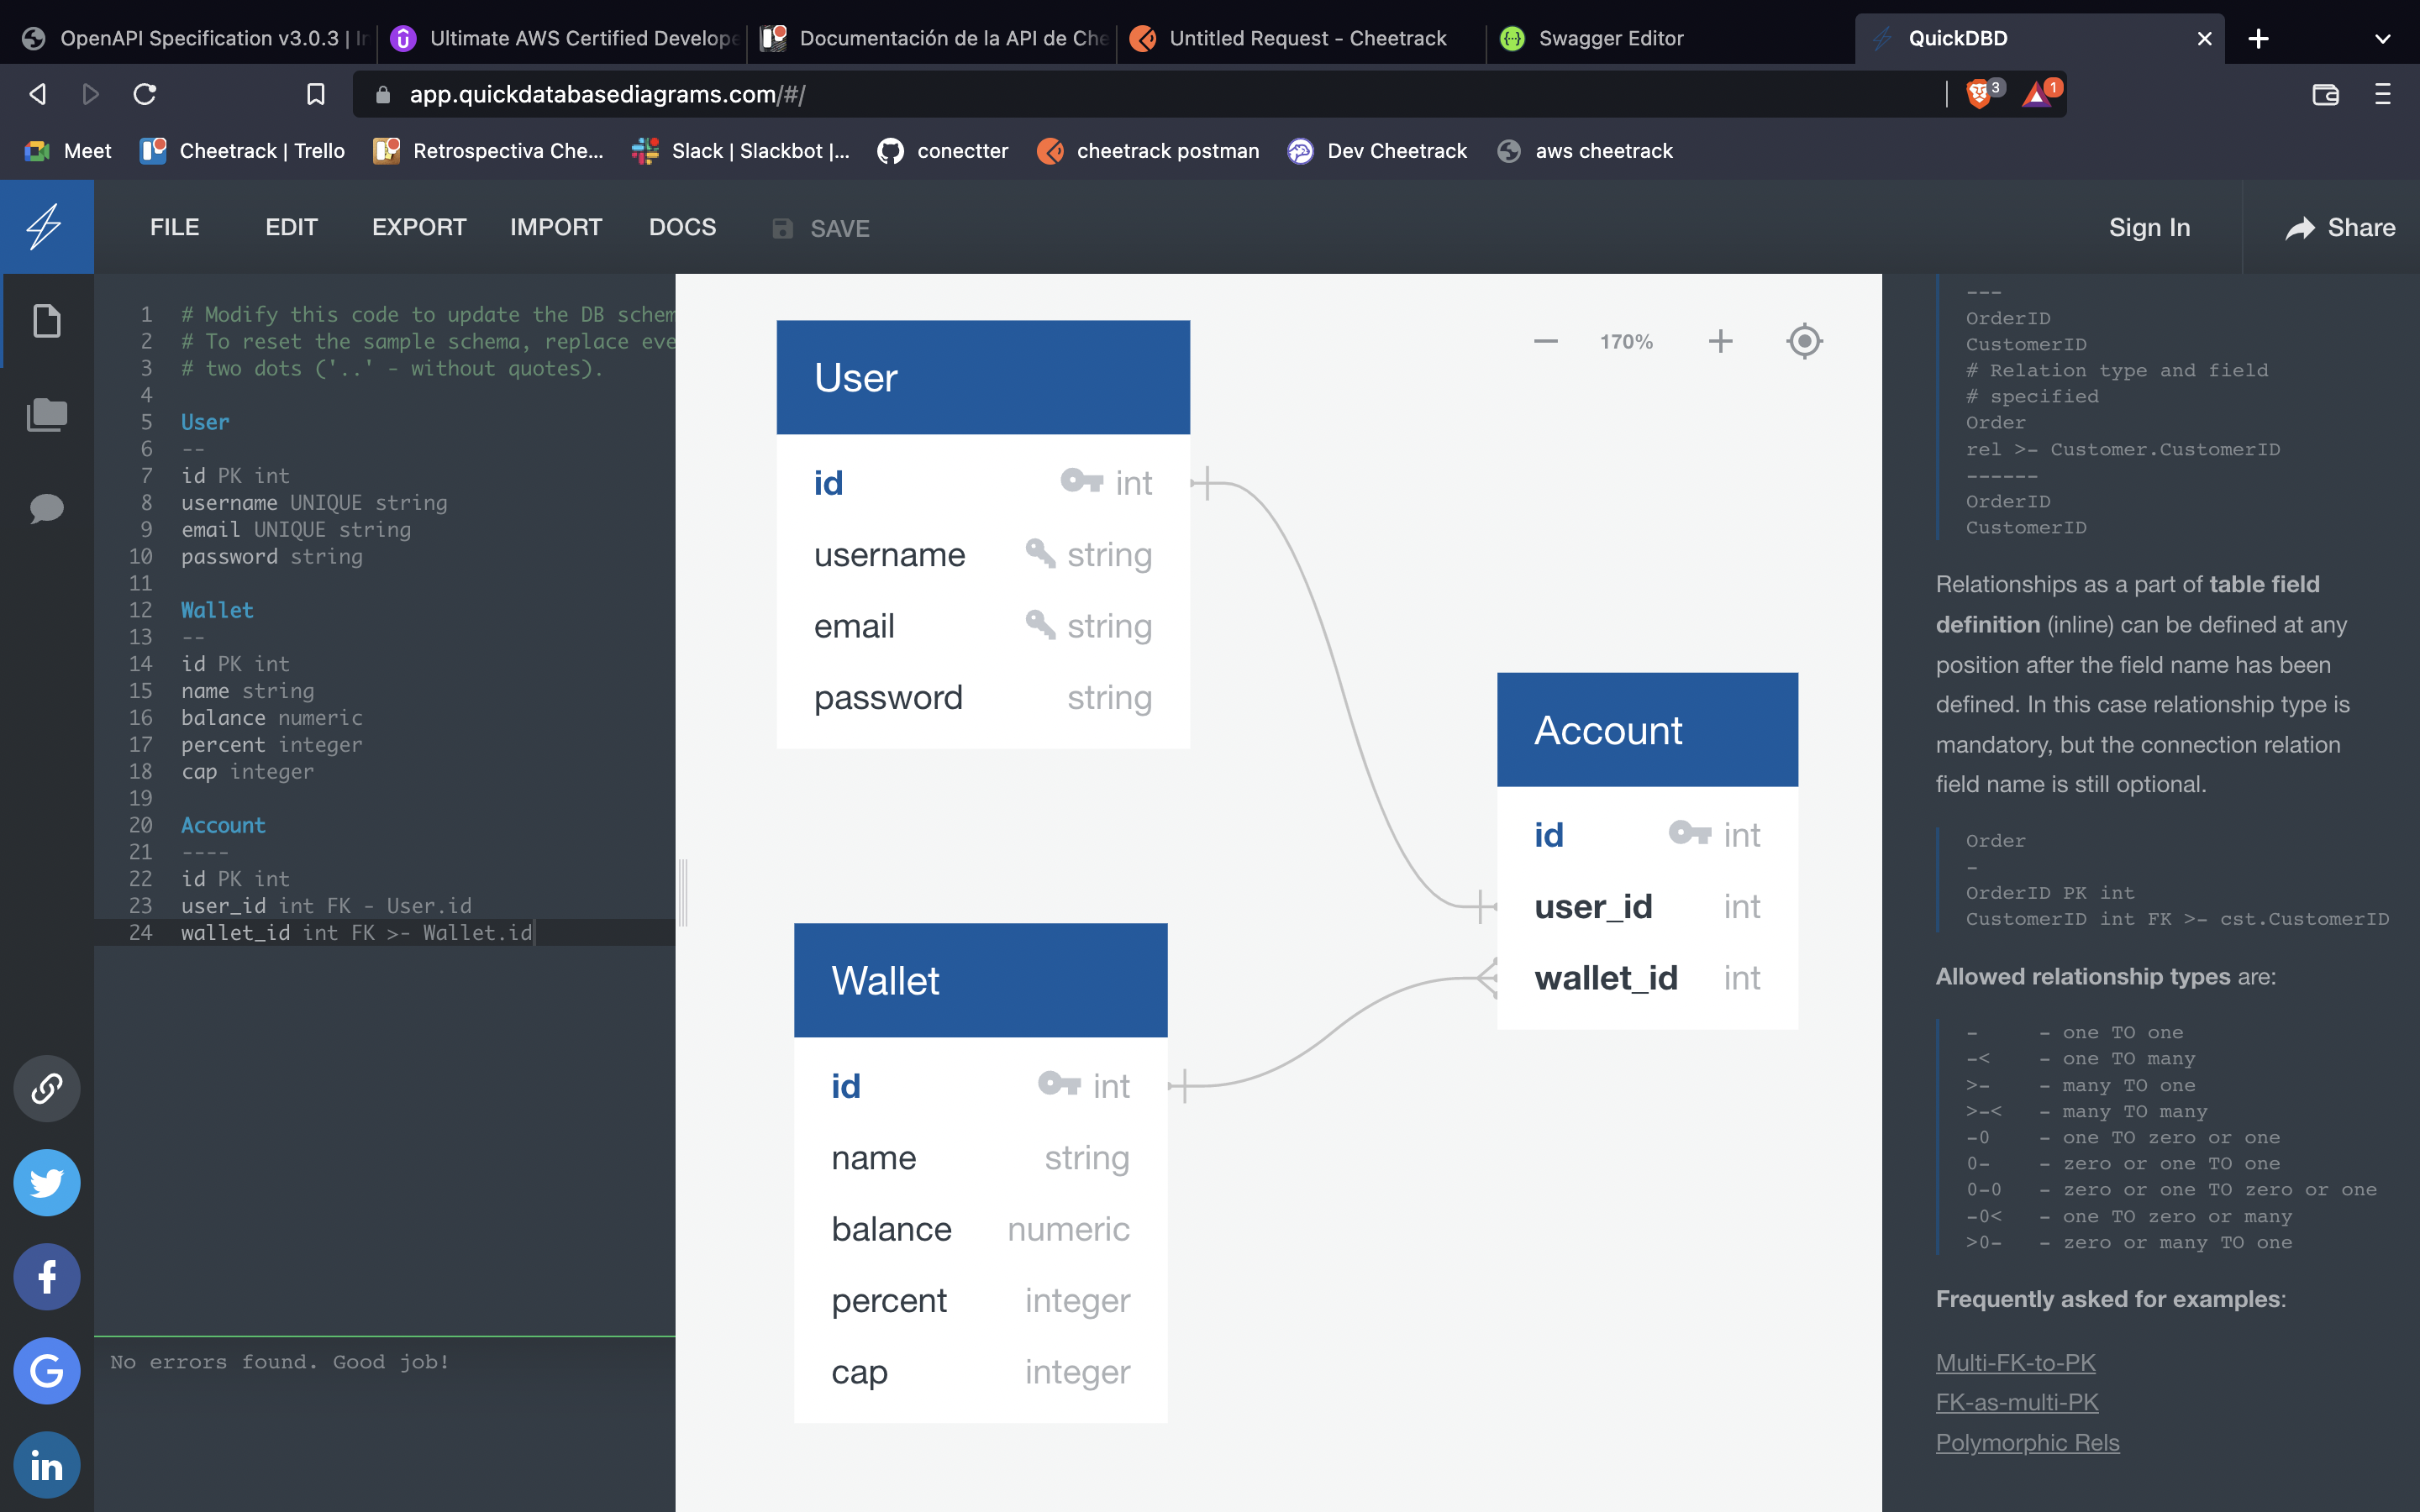 OpenAPI Specification v3.0.3 | In
Ultimate AWS Certified Develope
Documentación de la API de Che
Untitled Request - Cheetrack
Swagger Editor
QuickDBD
app.quickdatabasediagrams.com/#/
3
1
Meet
Cheetrack | Trello
Retrospectiva Che...
Slack | Slackbot |...
conectter
cheetrack postman
Dev Cheetrack
aws cheetrack
FILE
EDIT
EXPORT
IMPORT
DOCS
SAVE
Sign In
Share
1 # Modify this code to update the DB schem
2 # To reset the sample schema, replace eve
3 # two dots ('..' - without quotes).
4
5 User
6 --
7 id PK int
8 username UNIQUE string
9 email UNIQUE string
10 password string
11
12 Wallet
13 --
14 id PK int
15 name string
16 balance numeric
17 percent integer
18 cap integer
19
20 Account
21 ----
22 id PK int
23 user_id int FK - User.id
24 wallet_id int FK >- Wallet.id
No errors found. Good job!
170%
User
id int
username string
email string
password string
Account
id int
user_id int
wallet_id int
Wallet
id int
name string
balance numeric
percent integer
cap integer
---
OrderID
CustomerID
# Relation type and field
# specified
Order
rel >- Customer.CustomerID
------
OrderID
CustomerID
Relationships as a part of table field
definition (inline) can be defined at any
position after the field name has been
defined. In this case relationship type is
mandatory, but the connection relation
field name is still optional.
Order
-
OrderID PK int
CustomerID int FK >- cst.CustomerID
Allowed relationship types are:
- - one TO one
-< - one TO many
>- - many TO one
>-< - many TO many
-0 - one TO zero or one
0- - zero or one TO one
0-0 - zero or one TO zero or one
-0< - one TO zero or many
>0- - zero or many TO one
Frequently asked for examples:
Multi-FK-to-PK
FK-as-multi-PK
Polymorphic Rels